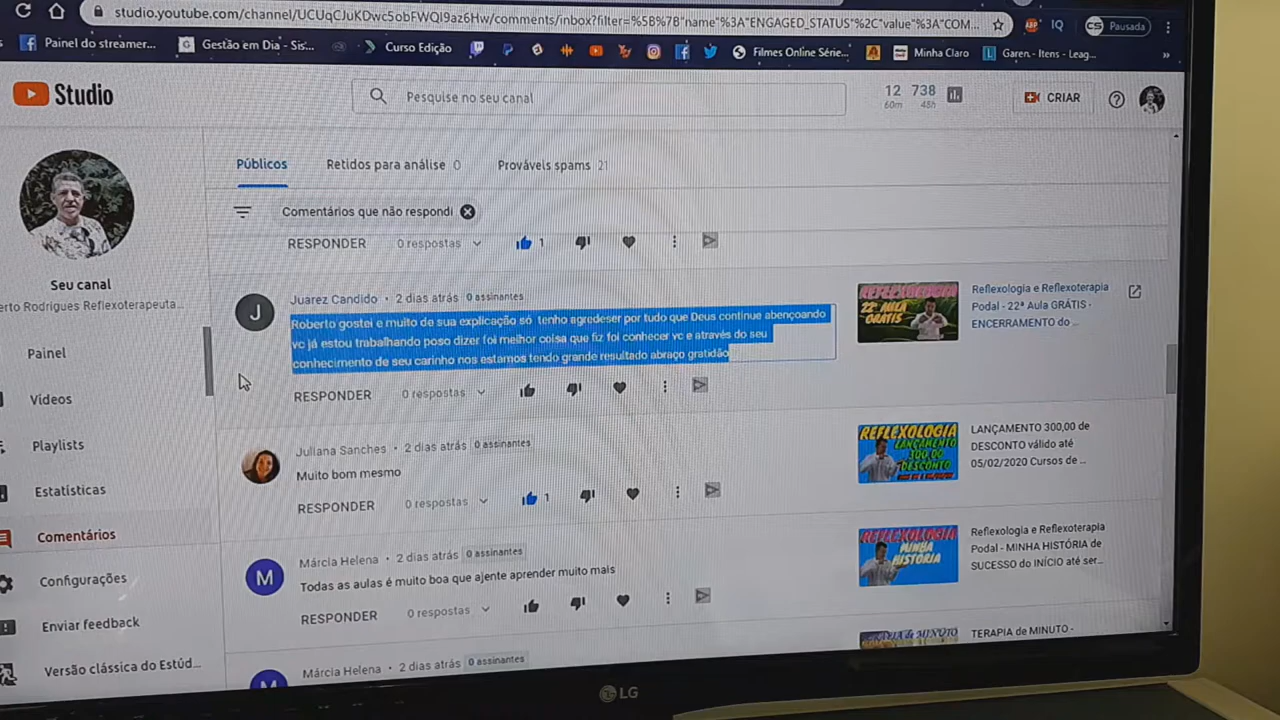 studio.youtube.com/channel/UCUqCJuKDwc5obFWQI9az6Hw/comments/inbox?filter=%5B%7B"name"%3A"ENGAGED_STATUS"%2C"value"%3A"COM...
ABP
IQ
CS Pausada
Painel do streamer...
Gestão em Dia - Sis...
Curso Edição
Filmes Online Série...
Minha Claro
Garen - Itens - Leag...
»
Studio
Pesquise no seu canal
12 738
60m 48h
CRIAR
Públicos
Retidos para análise 0
Prováveis spams 21
Comentários que não respondi
RESPONDER 0 respostas 1
Seu canal
erto Rodrigues Reflexoterapeuta...
Painel
Vídeos
Playlists
Estatísticas
Comentários
Configurações
Enviar feedback
Versão clássica do Estúd...
J
Juarez Candido • 2 dias atrás 0 assinantes
Roberto gostei e muito de sua explicação só tenho agredeser por tudo que Deus continue abençoando
vc já estou trabalhando poso dizer foi melhor coisa que fiz foi conhecer vc e através do seu
conhecimento de seu carinho nos estamos tendo grande resultado abraço gratidão
RESPONDER 0 respostas
REFLEXOLOGIA
22ª AULA
GRÁTIS
Reflexologia e Reflexoterapia
Podal - 22ª Aula GRÁTIS -
ENCERRAMENTO do ...
Juliana Sanches • 2 dias atrás 0 assinantes
Muito bom mesmo
RESPONDER 0 respostas 1
REFLEXOLOGIA
LANÇAMENTO
300,00
DESCONTO
LANÇAMENTO 300,00 de
DESCONTO válido até
05/02/2020 Cursos de ...
M
Márcia Helena • 2 dias atrás 0 assinantes
Todas as aulas é muito boa que ajente aprender muito mais
RESPONDER 0 respostas
REFLEXOLOGIA
MINHA
HISTÓRIA
Reflexologia e Reflexoterapia
Podal - MINHA HISTÓRIA de
SUCESSO do INÍCIO até ser...
M
Márcia Helena • 2 dias atrás 0 assinantes
TERAPIA de MINUTO
TERAPIA de MINUTO -
LG